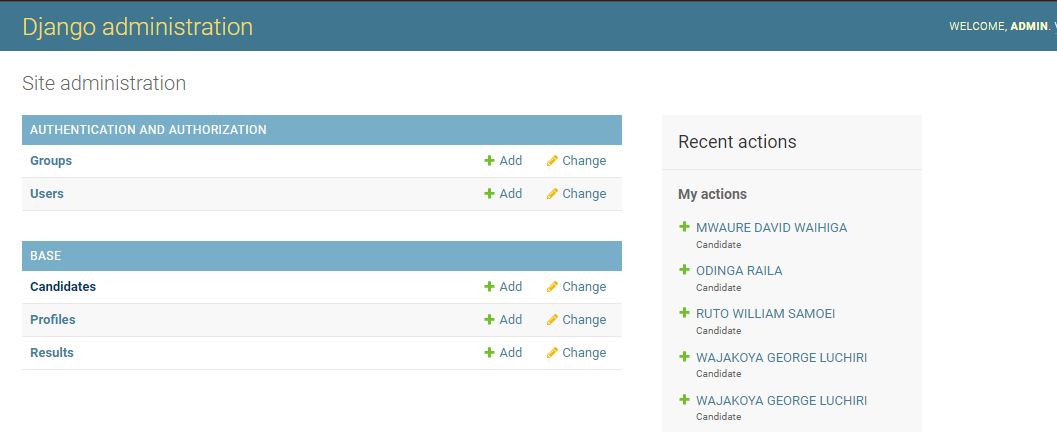 Django administration
WELCOME, ADMIN.
Site administration
AUTHENTICATION AND AUTHORIZATION
Groups Add Change
Users Add Change
BASE
Candidates Add Change
Profiles Add Change
Results Add Change
Recent actions
My actions
MWAURE DAVID WAIHIGA
Candidate
ODINGA RAILA
Candidate
RUTO WILLIAM SAMOEI
Candidate
WAJAKOYA GEORGE LUCHIRI
Candidate
WAJAKOYA GEORGE LUCHIRI
Candidate